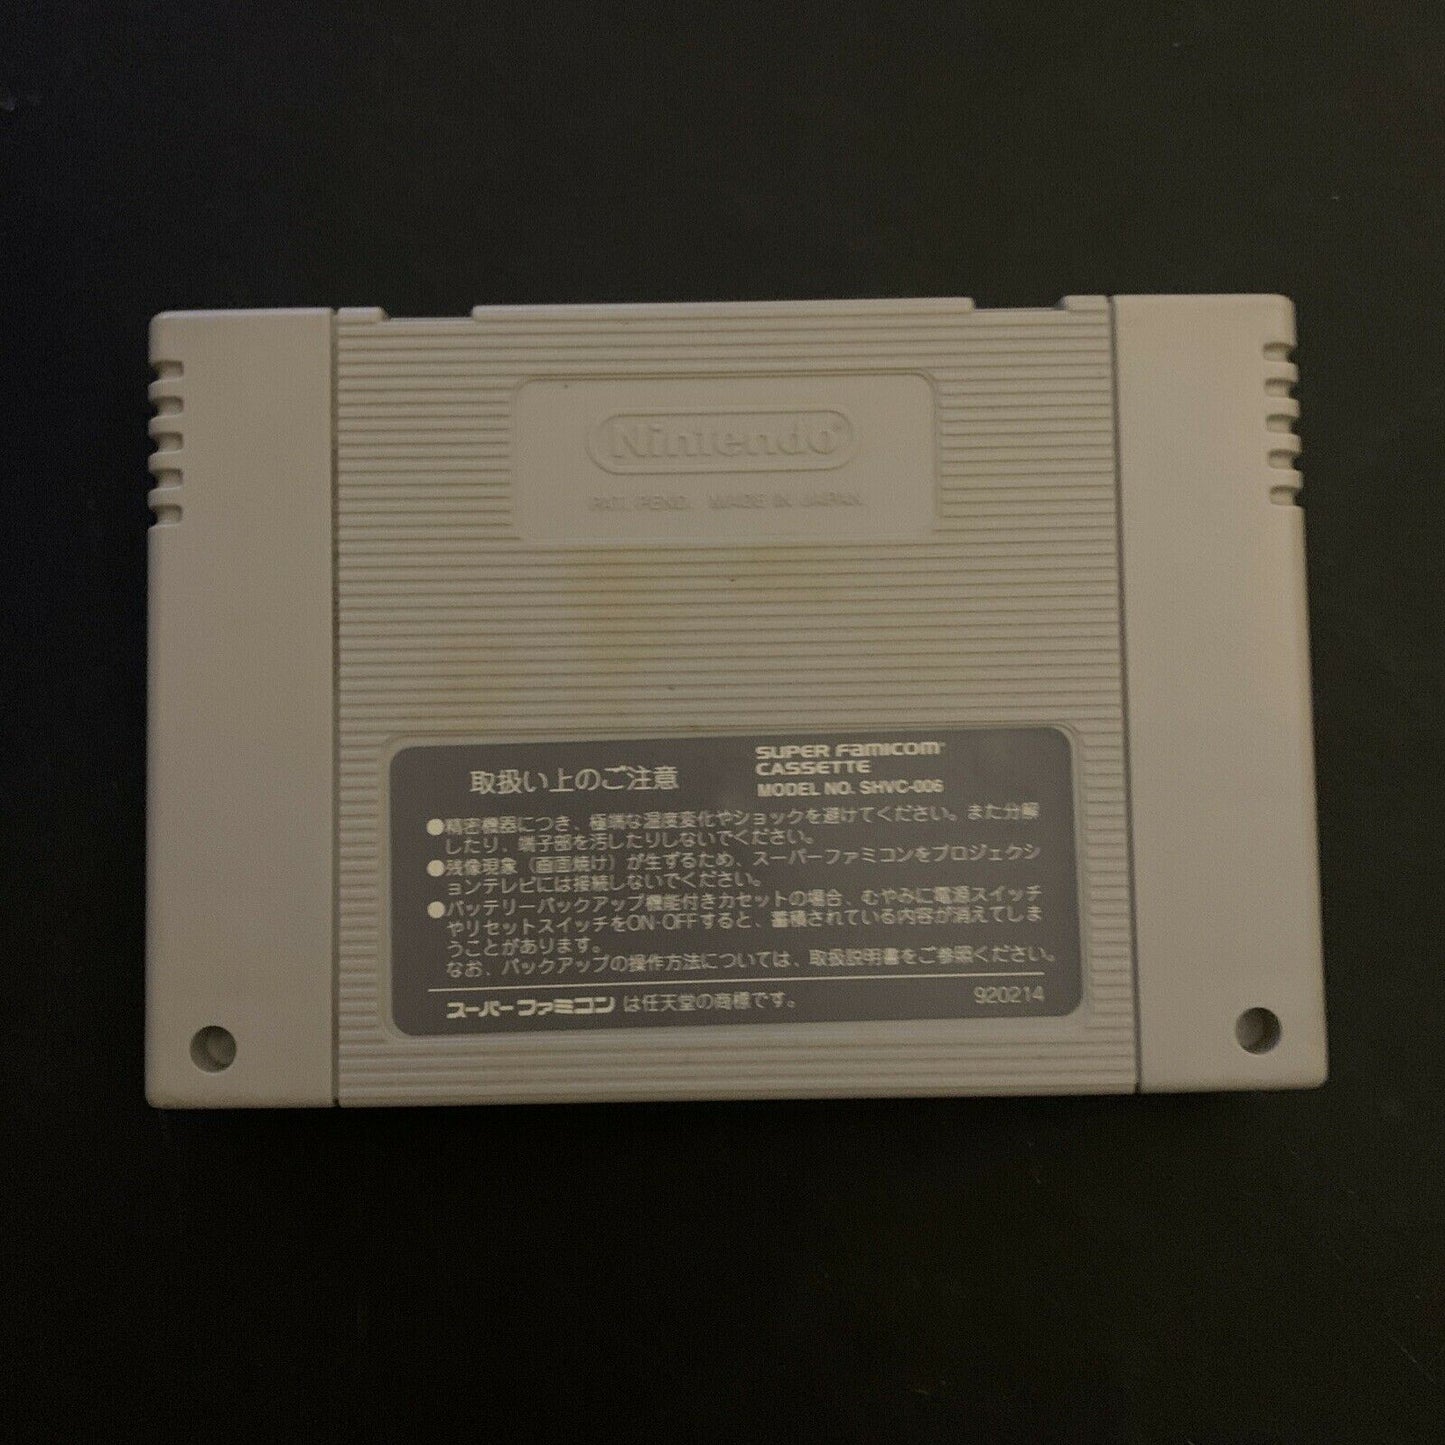 Nintendo®
PAT. PEND. MADE IN JAPAN
取扱い上のご注意
SUPER FAMICOM
CASSETTE
MODEL NO. SHVC-006
●精密機器につき、極端な温度変化やショックを避けてください。また分解
したり、端子部を汚したりしないでください。
●残像現象（画面焼け）が生ずるため、スーパーファミコンをプロジェクシ
ョンテレビには接続しないでください。
●バッテリーバックアップ機能付きカセットの場合、むやみに電源スイッチ
やリセットスイッチをON・OFFすると、蓄積されている内容が消えてしま
うことがあります。
なお、バックアップの操作方法については、取扱説明書をご参照ください。
スーパーファミコンは任天堂の商標です。
920214